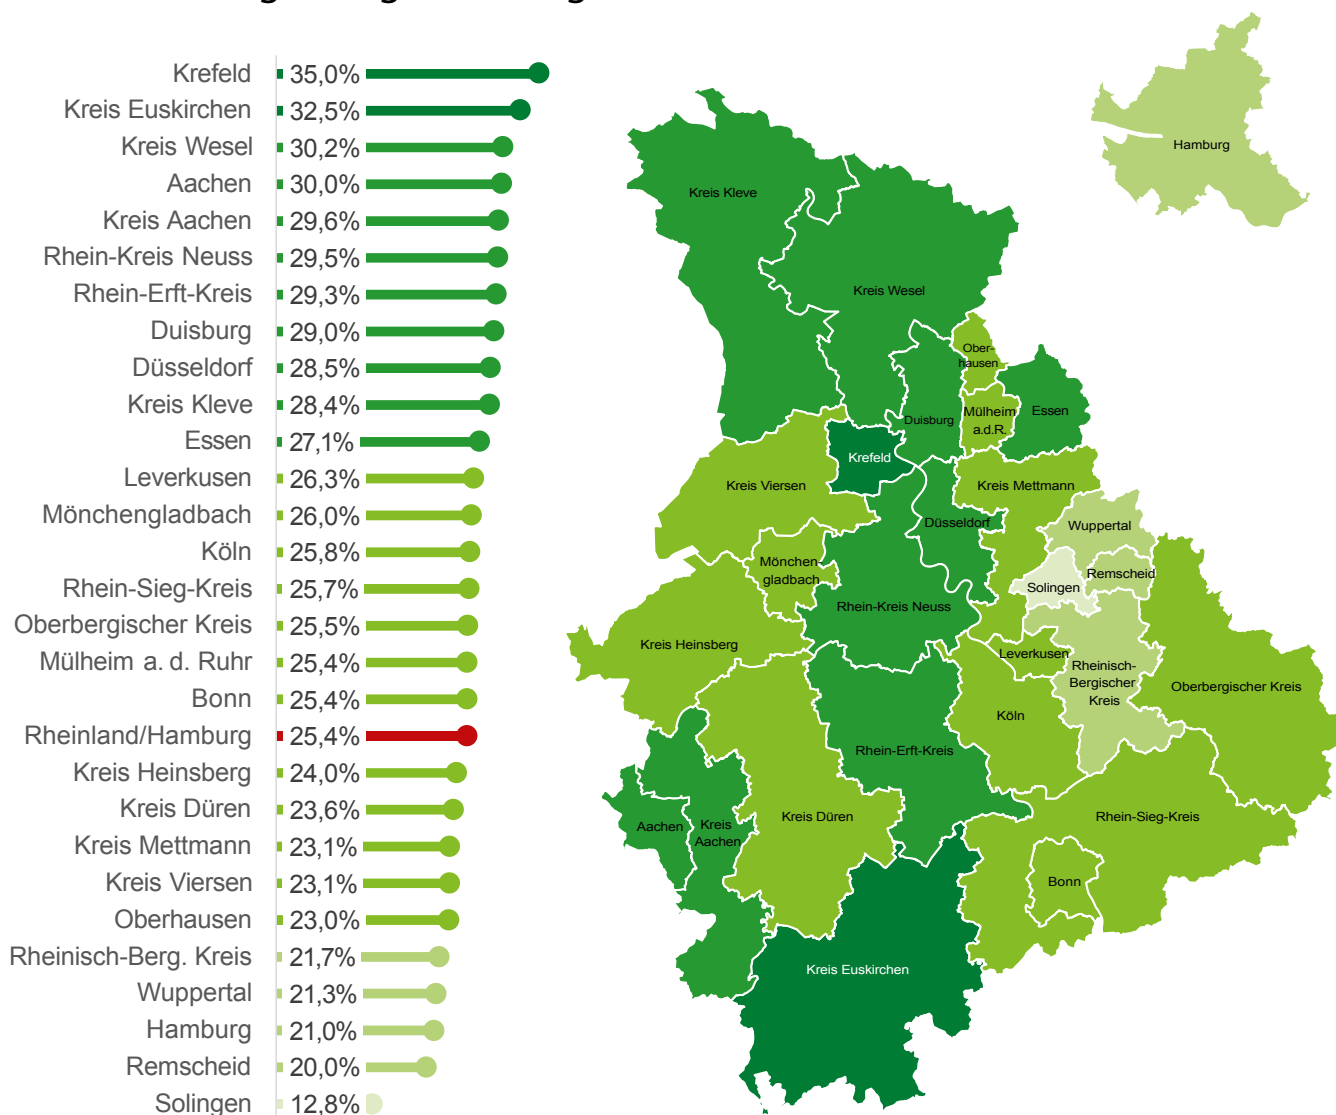 Krefeld 35,0%
Kreis Euskirchen 32,5%
Kreis Wesel 30,2%
Aachen 30,0%
Kreis Aachen 29,6%
Rhein-Kreis Neuss 29,5%
Rhein-Erft-Kreis 29,3%
Duisburg 29,0%
Düsseldorf 28,5%
Kreis Kleve 28,4%
Essen 27,1%
Leverkusen 26,3%
Mönchengladbach 26,0%
Köln 25,8%
Rhein-Sieg-Kreis 25,7%
Oberbergischer Kreis 25,5%
Mülheim a. d. Ruhr 25,4%
Bonn 25,4%
Rheinland/Hamburg 25,4%
Kreis Heinsberg 24,0%
Kreis Düren 23,6%
Kreis Mettmann 23,1%
Kreis Viersen 23,1%
Oberhausen 23,0%
Rheinisch-Berg. Kreis 21,7%
Wuppertal 21,3%
Hamburg 21,0%
Remscheid 20,0%
Solingen 12,8%
Hamburg
Kreis Kleve
Kreis Wesel
Ober-
hausen
Duisburg
Mülheim
a.d.R.
Essen
Krefeld
Kreis Viersen
Kreis Mettmann
Düsseldorf
Wuppertal
Mönchen-
gladbach
Remscheid
Solingen
Rhein-Kreis Neuss
Kreis Heinsberg
Leverkusen
Rheinisch-
Bergischer
Kreis
Oberbergischer Kreis
Köln
Rhein-Erft-Kreis
Kreis Düren
Rhein-Sieg-Kreis
Aachen
Kreis
Aachen
Bonn
Kreis Euskirchen